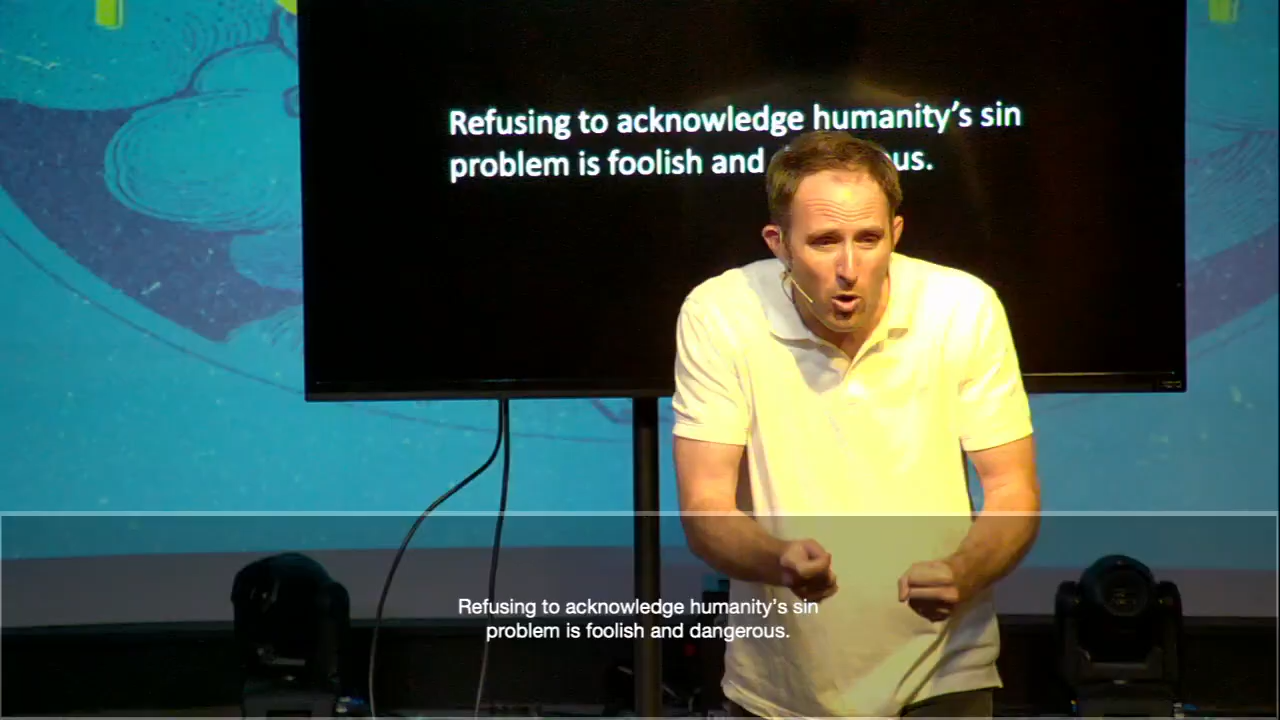 Refusing to acknowledge humanity's sin
problem is foolish and us.
Refusing to acknowledge humanity's sin
problem is foolish and dangerous.